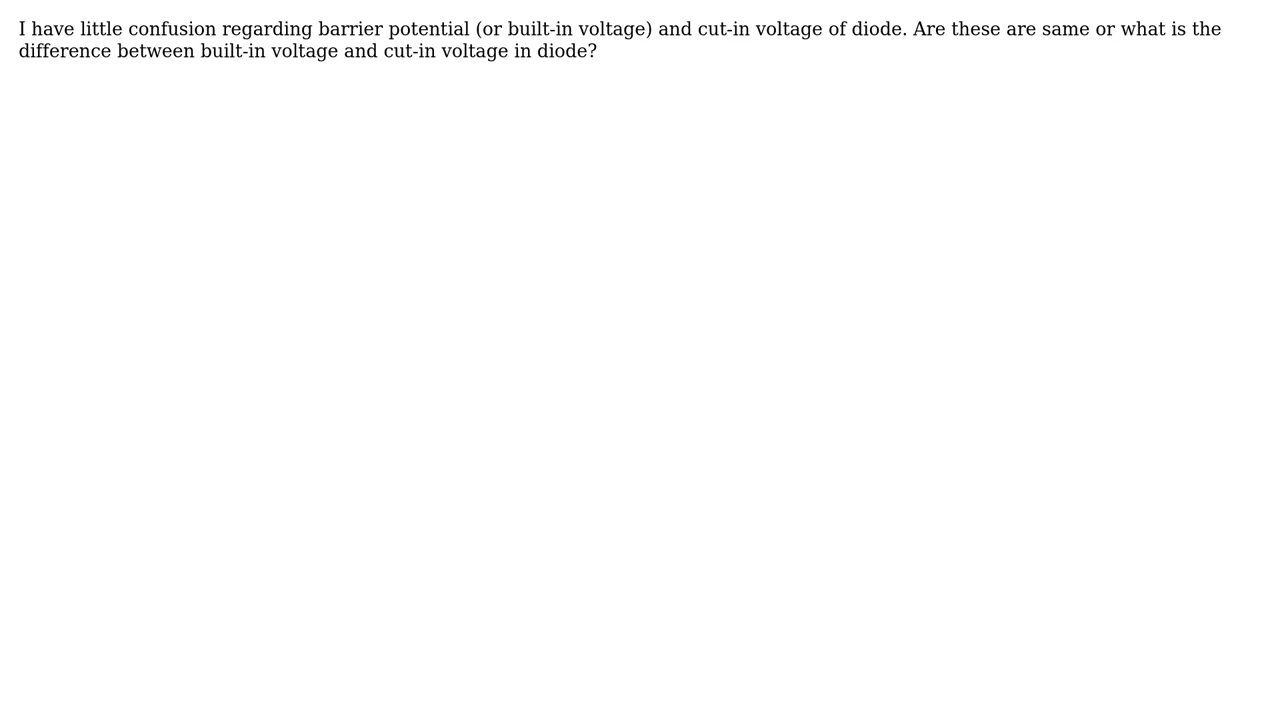 I have little confusion regarding barrier potential (or built-in voltage) and cut-in voltage of diode. Are these are same or what is the
difference between built-in voltage and cut-in voltage in diode?